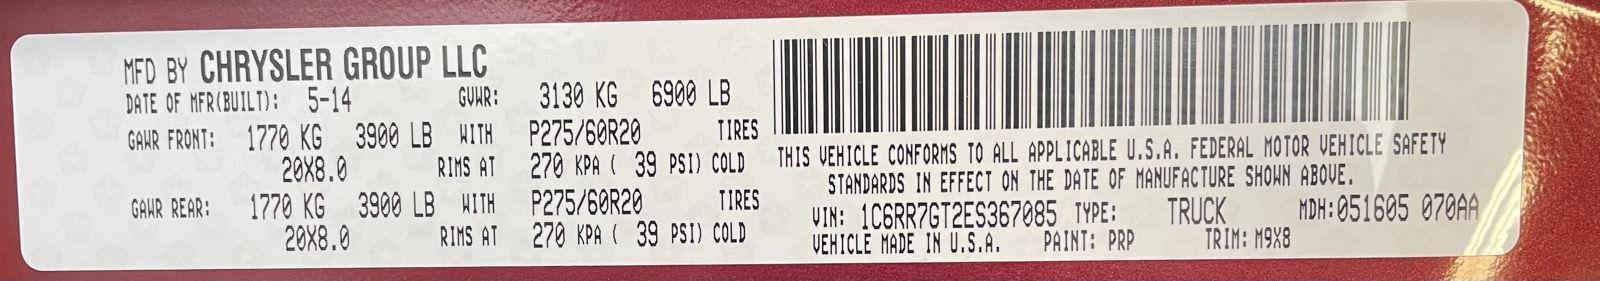 MFD BY CHRYSLER GROUP LLC
DATE OF MFR(BUILT): 5-14 GVWR: 3130 KG 6900 LB
GAWR FRONT: 1770 KG 3900 LB WITH P275/60R20 TIRES
20X8.0 RIMS AT 270 KPA ( 39 PSI) COLD
GAWR REAR: 1770 KG 3900 LB WITH P275/60R20 TIRES
20X8.0 RIMS AT 270 KPA ( 39 PSI) COLD
THIS VEHICLE CONFORMS TO ALL APPLICABLE U.S.A. FEDERAL MOTOR VEHICLE SAFETY
STANDARDS IN EFFECT ON THE DATE OF MANUFACTURE SHOWN ABOVE.
VIN: 1C6RR7GT2ES367085 TYPE: TRUCK MDH:051605 070AA
VEHICLE MADE IN U.S.A. PAINT: PRP TRIM: M9X8